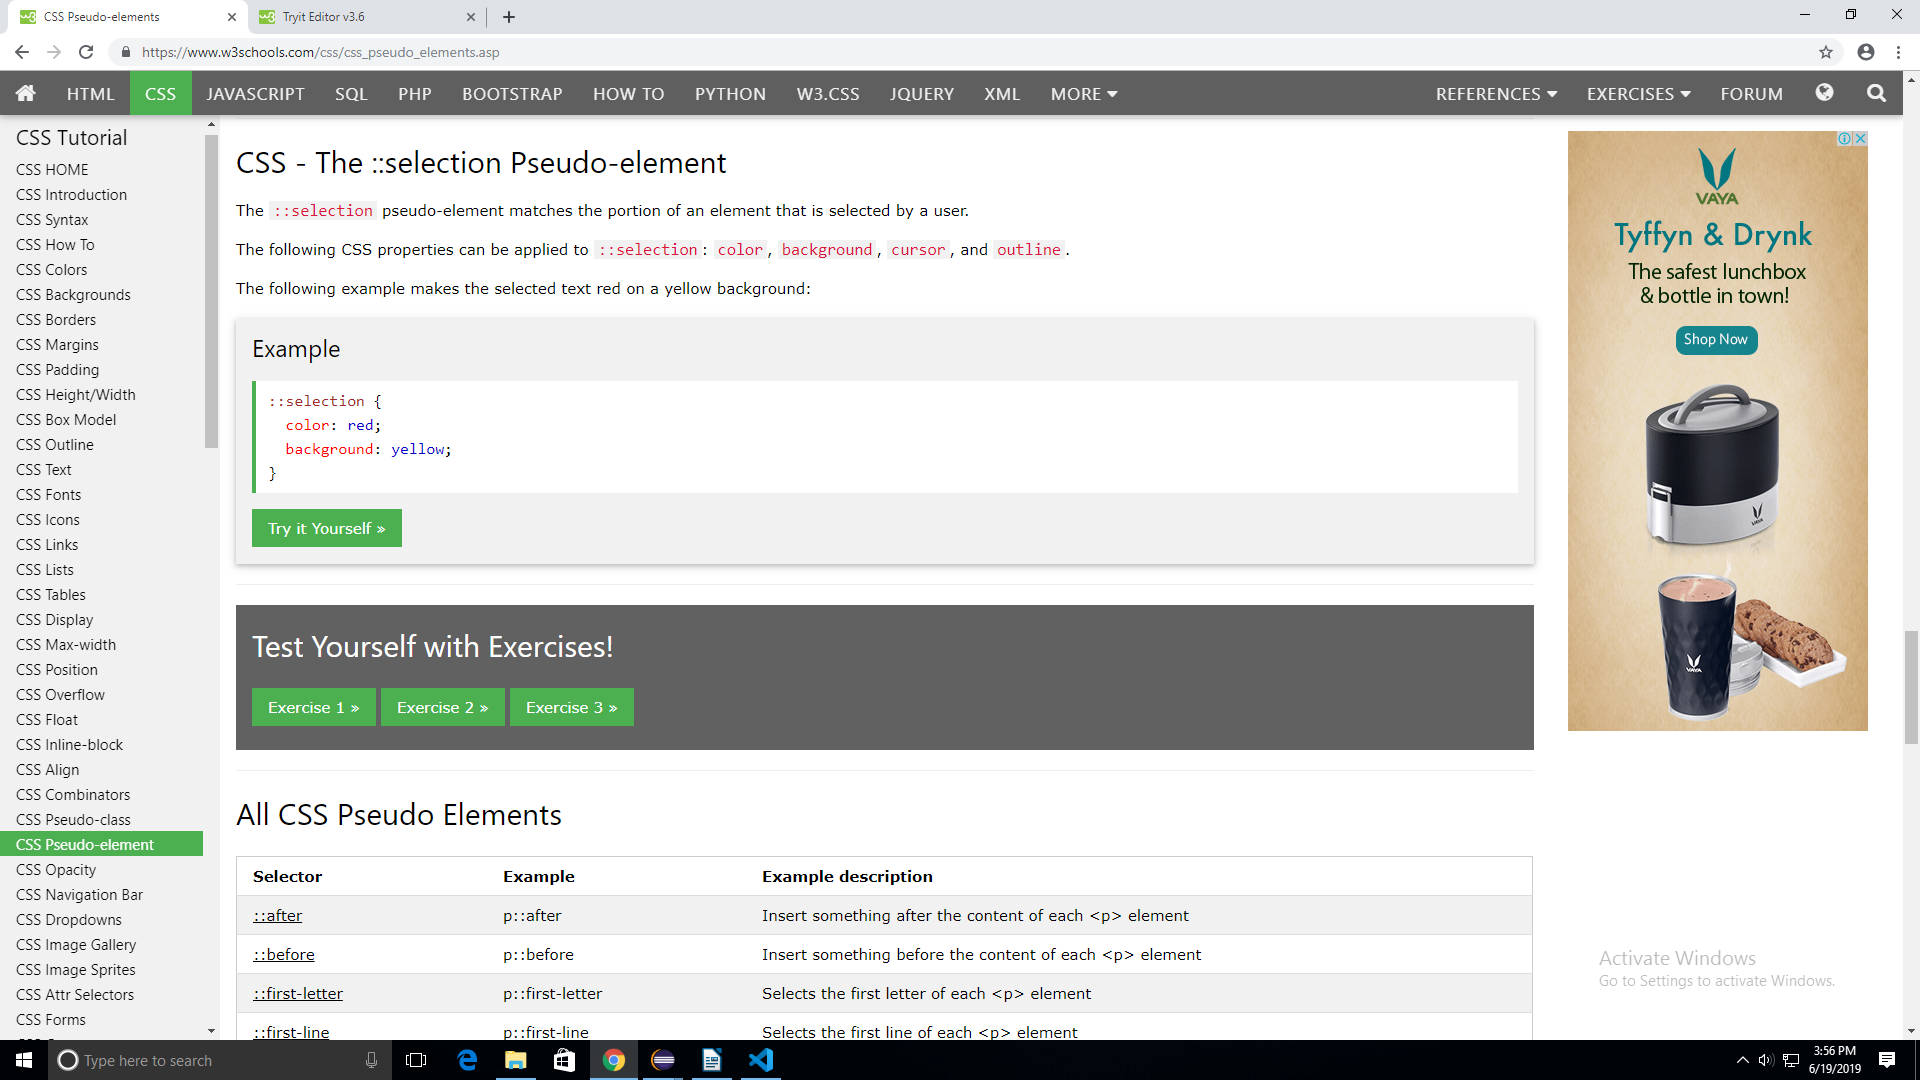 CSS Pseudo-elements
Tryit Editor v3.6
https://www.w3schools.com/css/css_pseudo_elements.asp
HTML CSS JAVASCRIPT SQL PHP BOOTSTRAP HOW TO PYTHON W3.CSS JQUERY XML MORE REFERENCES EXERCISES FORUM
CSS Tutorial
CSS HOME
CSS Introduction
CSS Syntax
CSS How To
CSS Colors
CSS Backgrounds
CSS Borders
CSS Margins
CSS Padding
CSS Height/Width
CSS Box Model
CSS Outline
CSS Text
CSS Fonts
CSS Icons
CSS Links
CSS Lists
CSS Tables
CSS Display
CSS Max-width
CSS Position
CSS Overflow
CSS Float
CSS Inline-block
CSS Align
CSS Combinators
CSS Pseudo-class
CSS Pseudo-element
CSS Opacity
CSS Navigation Bar
CSS Dropdowns
CSS Image Gallery
CSS Image Sprites
CSS Attr Selectors
CSS Forms
CSS - The ::selection Pseudo-element
The ::selection pseudo-element matches the portion of an element that is selected by a user.
The following CSS properties can be applied to ::selection: color, background, cursor, and outline.
The following example makes the selected text red on a yellow background:
Example
::selection {
color: red;
background: yellow;
}
Try it Yourself »
Test Yourself with Exercises!
Exercise 1 » Exercise 2 » Exercise 3 »
All CSS Pseudo Elements
Selector Example Example description
::after p::after Insert something after the content of each <p> element
::before p::before Insert something before the content of each <p> element
::first-letter p::first-letter Selects the first letter of each <p> element
::first-line p::first-line Selects the first line of each <p> element
VAYA
Tyffyn & Drynk
The safest lunchbox
& bottle in town!
Shop Now
VAYA
VAYA
Activate Windows
Go to Settings to activate Windows.
Type here to search
3:56 PM
6/19/2019